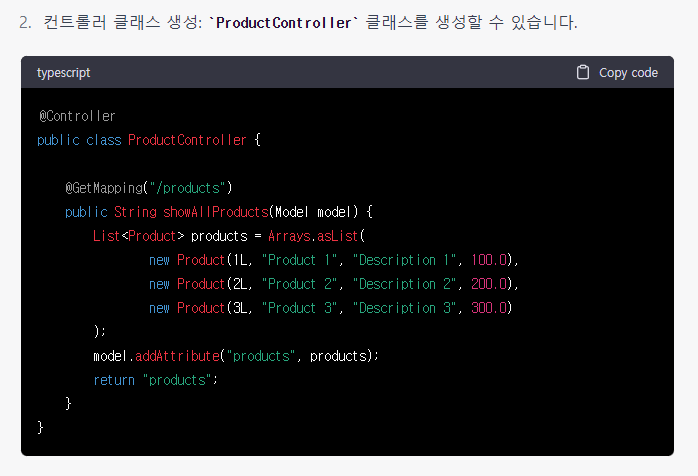 2. 컨트롤러 클래스 생성: `ProductController` 클래스를 생성할 수 있습니다.
typescript
Copy code
@Controller
public class ProductController {
@GetMapping("/products")
public String showAllProducts(Model model) {
List<Product> products = Arrays.asList(
new Product(1L, "Product 1", "Description 1", 100.0),
new Product(2L, "Product 2", "Description 2", 200.0),
new Product(3L, "Product 3", "Description 3", 300.0)
);
model.addAttribute("products", products);
return "products";
}
}